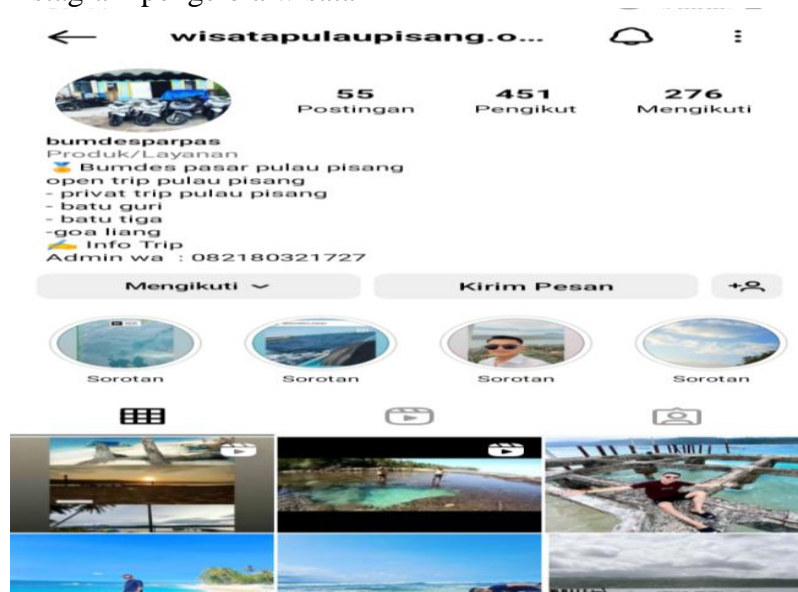 wisatapulaupisang.o...
55 451 276
Postingan Pengikut Mengikuti
bumdesparpas
Produk/Layanan
🏅 Bumdes pasar pulau pisang
open trip pulau pisang
- privat trip pulau pisang
- batu guri
- batu tiga
-goa liang
✍️ Info Trip
Admin wa : 082180321727
Mengikuti Kirim Pesan
Sorotan Sorotan Sorotan Sorotan